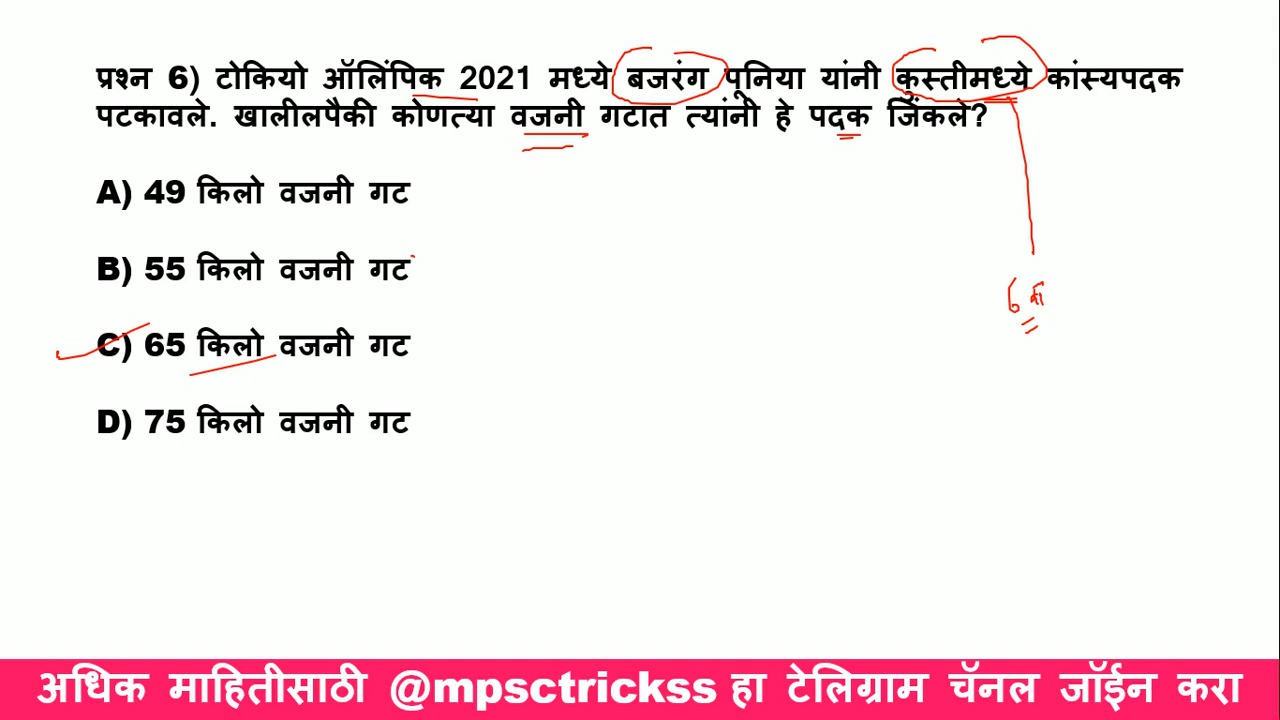 प्रश्न 6) टोकियो ऑलिंपिक 2021 मध्ये बजरंग पूनिया यांनी कुस्तीमध्ये कांस्यपदक
पटकावले. खालीलपैकी कोणत्या वजनी गटात त्यांनी हे पदक जिंकले?
A) 49 किलो वजनी गट
B) 55 किलो वजनी गट
C) 65 किलो वजनी गट
D) 75 किलो वजनी गट
अधिक माहितीसाठी @mpsctrickss हा टेलिग्राम चॅनल जॉईन करा